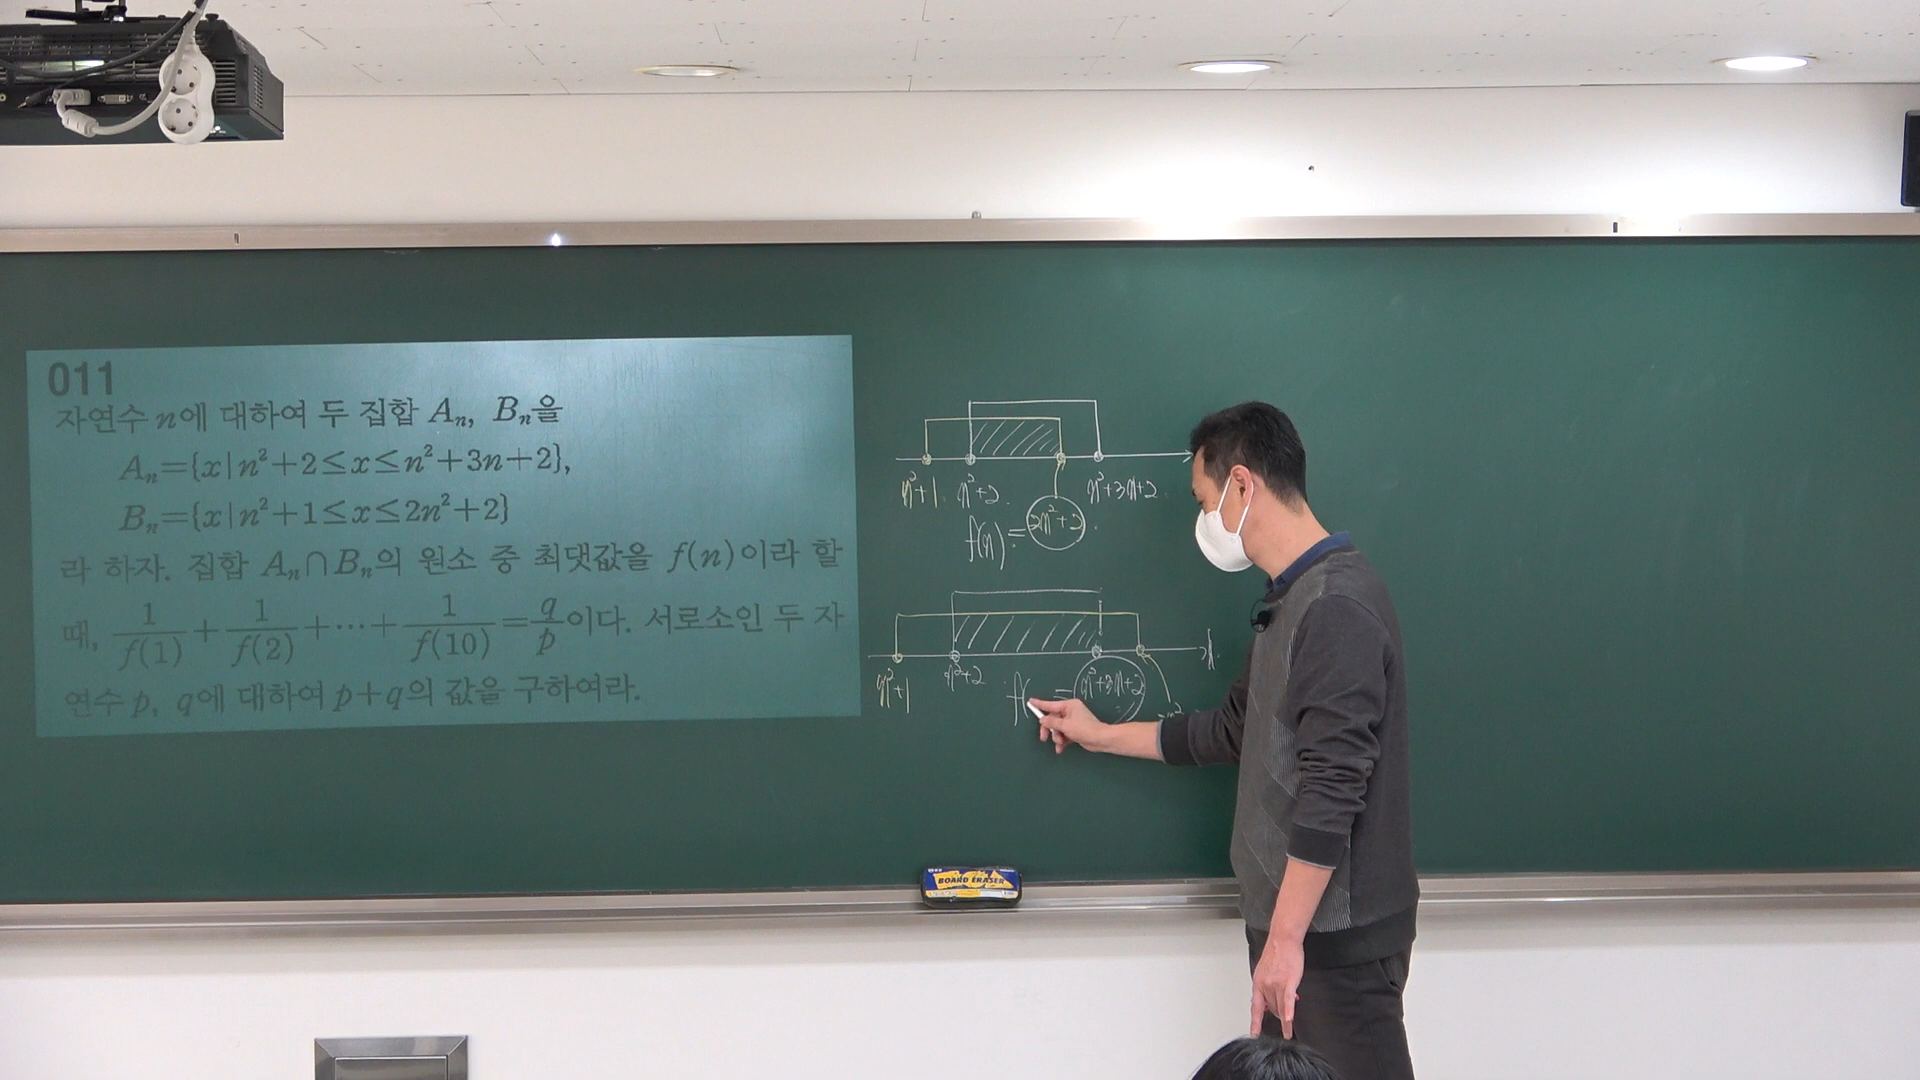 011
자연수 n에 대하여 두 집합 Aₙ, Bₙ을
Aₙ={x|n²+2≤x≤n²+3n+2},
Bₙ={x|n²+1≤x≤2n²+2}
라 하자. 집합 Aₙ∩Bₙ의 원소 중 최댓값을 f(n)이라 할
때, 1/f(1) + 1/f(2) + ⋯ + 1/f(10) = q/p이다. 서로소인 두 자
연수 p, q에 대하여 p+q의 값을 구하여라.
n²+1 n²+2 n²+3n+2
f(n)= 2n²+2
x
n²+1 n²+2
f( = n²+3n+2
BOARD ERASER